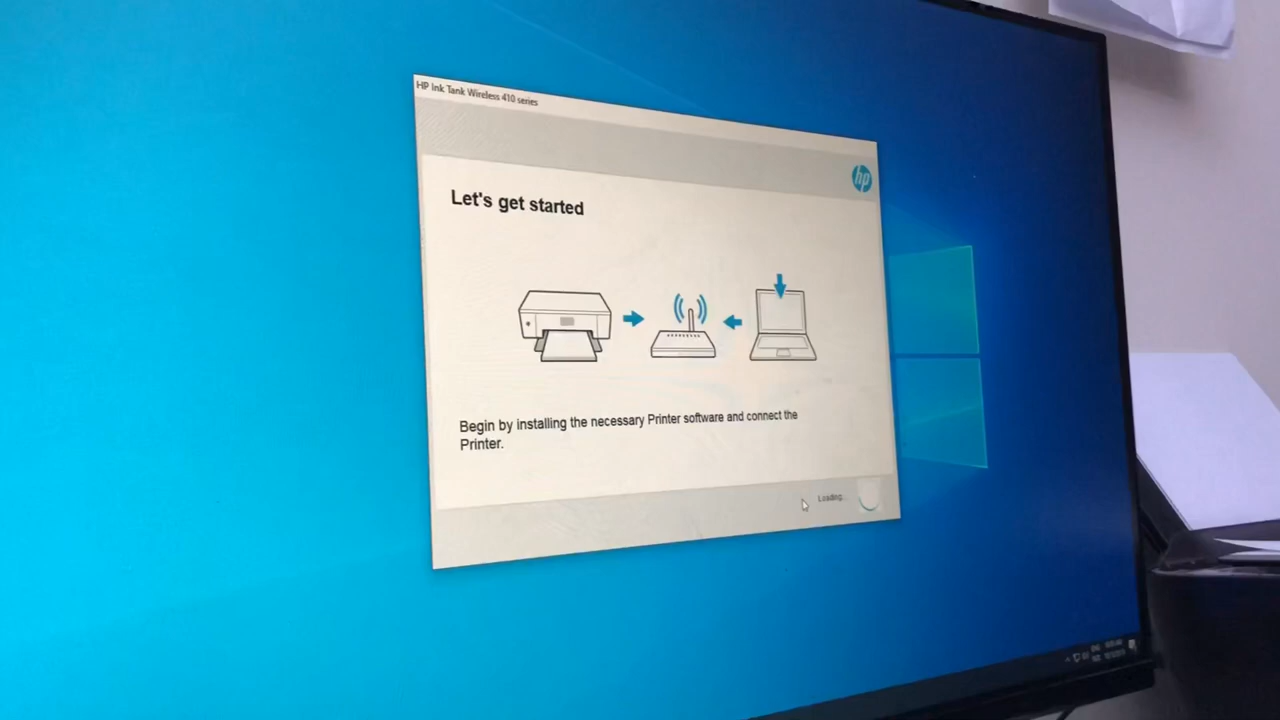 HP Ink Tank Wireless 410 series
hp
Let's get started
Begin by installing the necessary Printer software and connect the
Printer.
Loading...